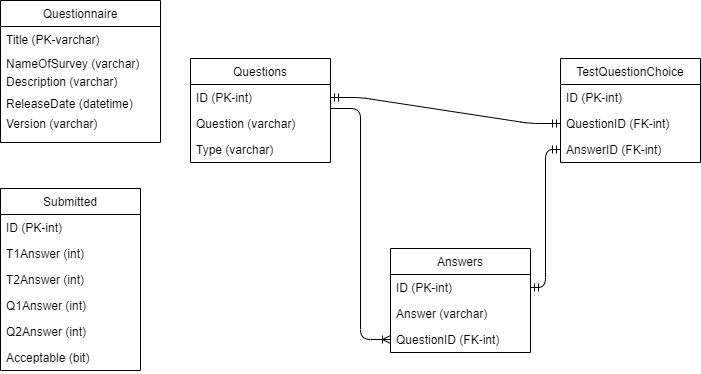 Questionnaire
Title (PK-varchar)
NameOfSurvey (varchar)
Description (varchar)
ReleaseDate (datetime)
Version (varchar)
Questions
ID (PK-int)
Question (varchar)
Type (varchar)
TestQuestionChoice
ID (PK-int)
QuestionID (FK-int)
AnswerID (FK-int)
Submitted
ID (PK-int)
T1Answer (int)
T2Answer (int)
Q1Answer (int)
Q2Answer (int)
Acceptable (bit)
Answers
ID (PK-int)
Answer (varchar)
QuestionID (FK-int)